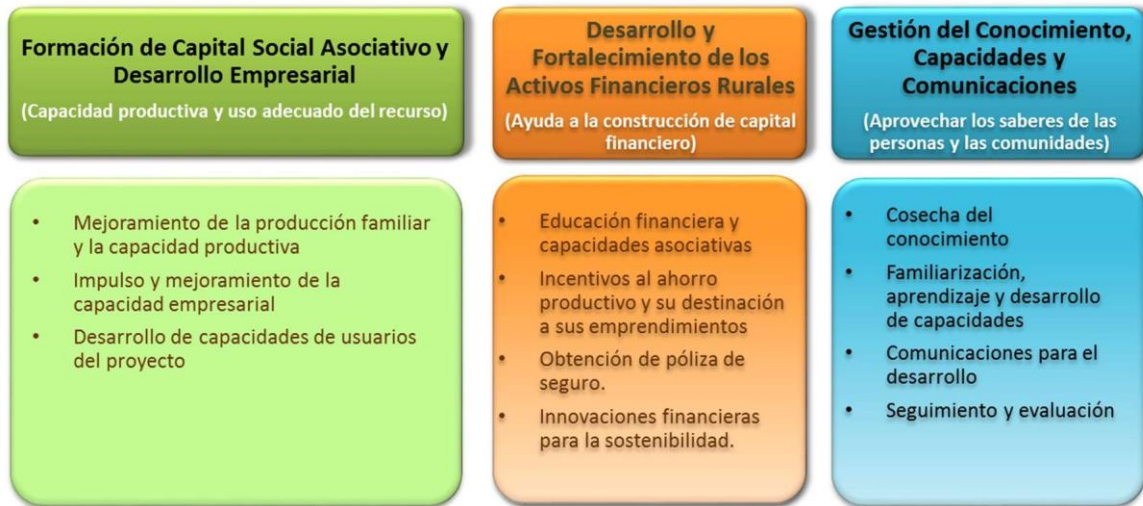 Formación de Capital Social Asociativo y
Desarrollo Empresarial
(Capacidad productiva y uso adecuado del recurso)
• Mejoramiento de la producción familiar
y la capacidad productiva
• Impulso y mejoramiento de la
capacidad empresarial
• Desarrollo de capacidades de usuarios
del proyecto
Desarrollo y
Fortalecimiento de los
Activos Financieros Rurales
(Ayuda a la construcción de capital
financiero)
• Educación financiera y
capacidades asociativas
• Incentivos al ahorro
productivo y su destinación
a sus emprendimientos
• Obtención de póliza de
seguro.
• Innovaciones financieras
para la sostenibilidad.
Gestión del Conocimiento,
Capacidades y
Comunicaciones
(Aprovechar los saberes de las
personas y las comunidades)
• Cosecha del
conocimiento
• Familiarización,
aprendizaje y desarrollo
de capacidades
• Comunicaciones para el
desarrollo
• Seguimiento y evaluación